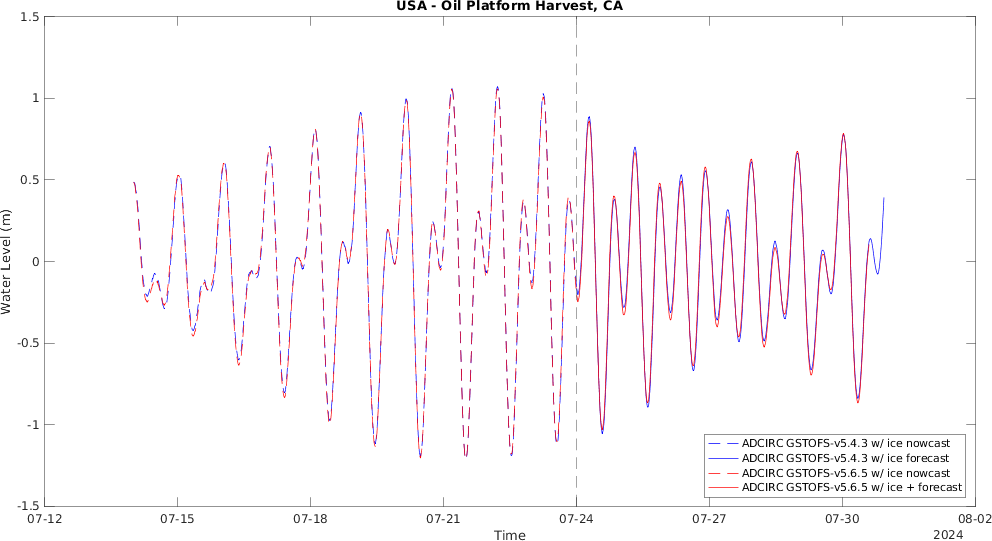 USA - Oil Platform Harvest, CA
1.5
1
0.5
0
-0.5
-1
-1.5
Water Level (m)
07-12
07-15
07-18
07-21
07-24
07-27
07-30
08-02
Time
2024
ADCIRC GSTOFS-v5.4.3 w/ ice nowcast
ADCIRC GSTOFS-v5.4.3 w/ ice forecast
ADCIRC GSTOFS-v5.6.5 w/ ice nowcast
ADCIRC GSTOFS-v5.6.5 w/ ice + forecast